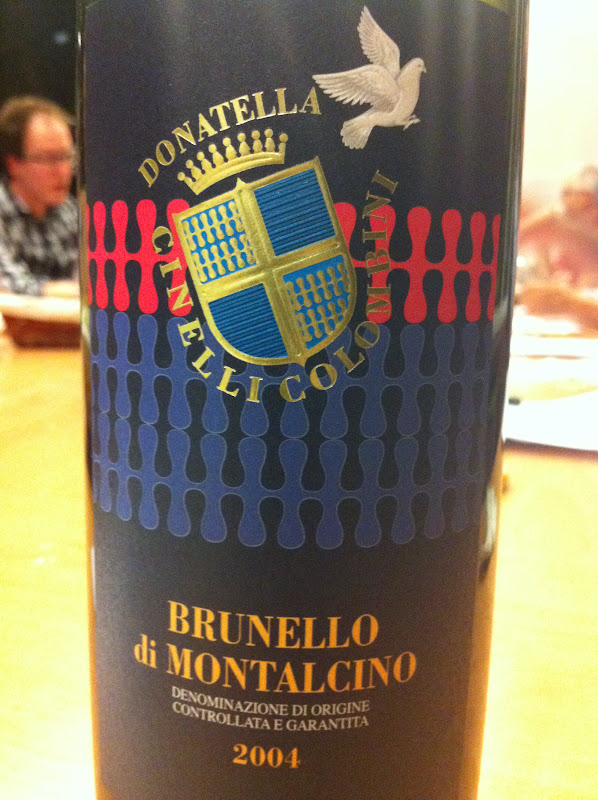 DONATELLA
CINELLI COLOMBINI
BRUNELLO
di MONTALCINO
DENOMINAZIONE DI ORIGINE
CONTROLLATA E GARANTITA
2004